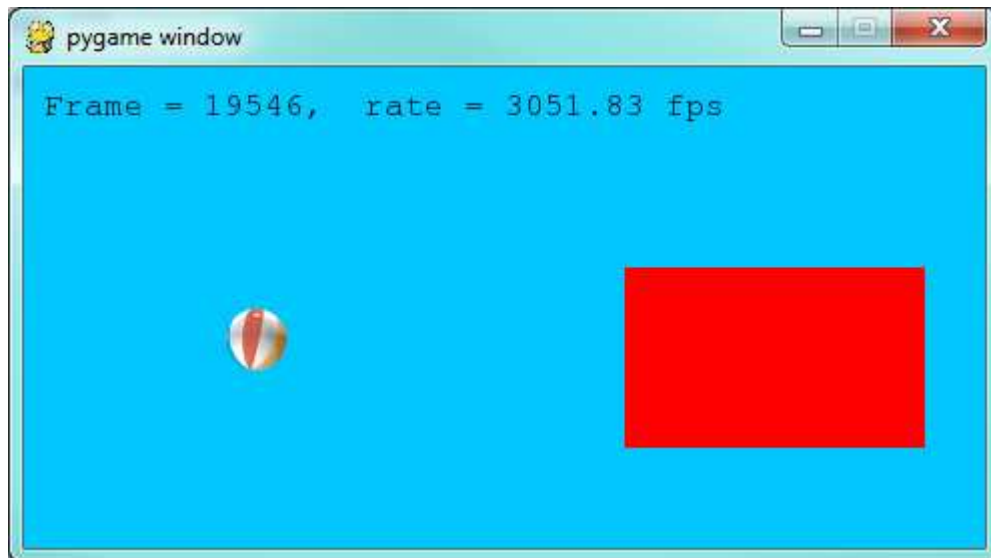 pygame window
Frame = 19546,  rate = 3051.83 fps